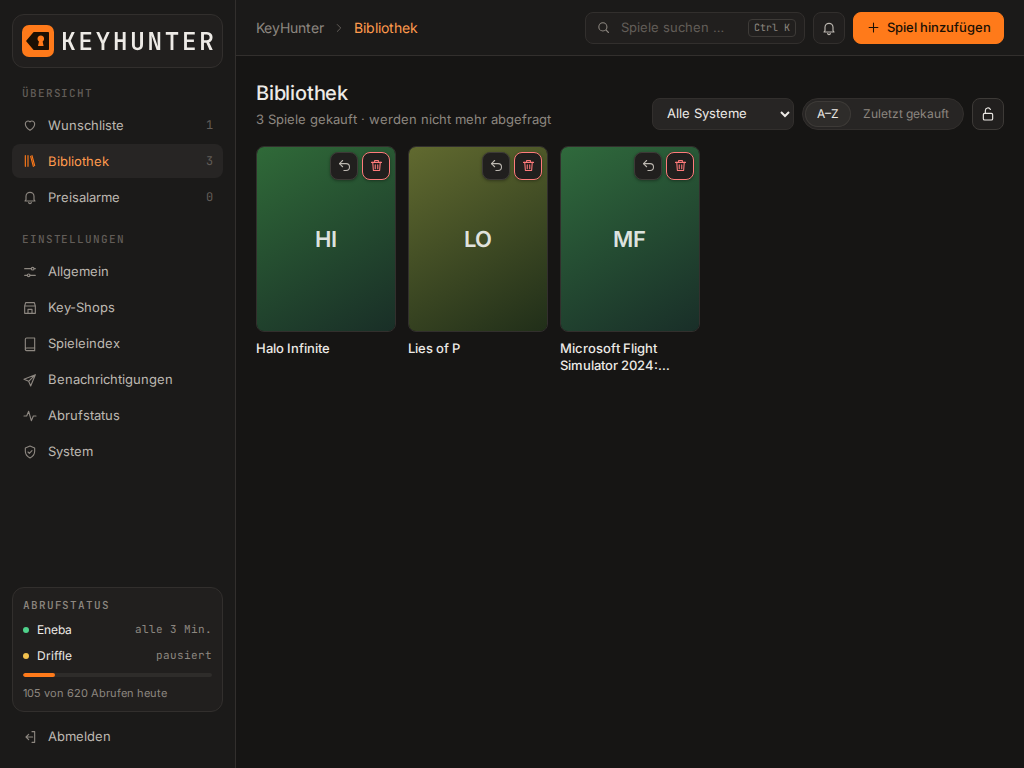 KEYHUNTER
ÜBERSICHT
Wunschliste 1
Bibliothek 3
Preisalarme 0
EINSTELLUNGEN
Allgemein
Key-Shops
Spieleindex
Benachrichtigungen
Abrufstatus
System
ABRUFSTATUS
Eneba alle 3 Min.
Driffle pausiert
105 von 620 Abrufen heute
Abmelden
KeyHunter Bibliothek
Spiele suchen ... Ctrl K
Spiel hinzufügen
Bibliothek
3 Spiele gekauft · werden nicht mehr abgefragt
Alle Systeme
A–Z Zuletzt gekauft
HI
Halo Infinite
LO
Lies of P
MF
Microsoft Flight
Simulator 2024:...